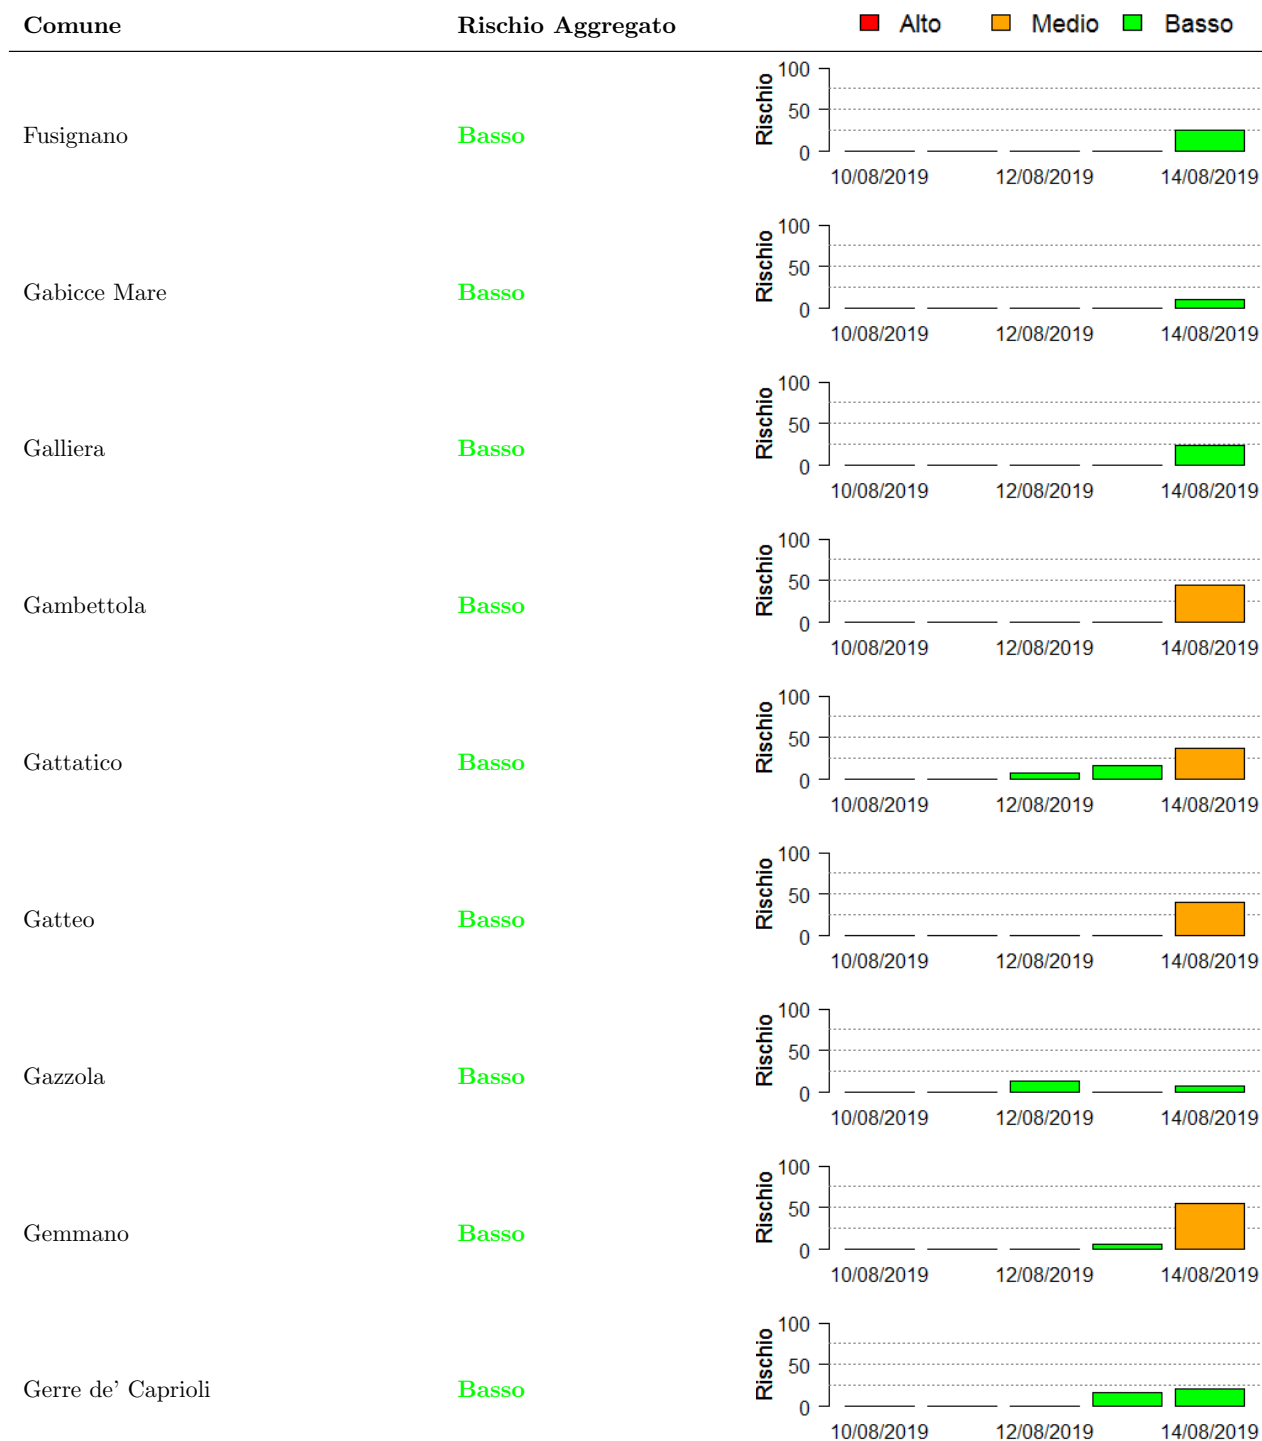 Comune Rischio Aggregato Alto Medio Basso
Fusignano Basso
Rischio
100
50
0
10/08/2019 12/08/2019 14/08/2019
Gabicce Mare Basso
Rischio
100
50
0
10/08/2019 12/08/2019 14/08/2019
Galliera Basso
Rischio
100
50
0
10/08/2019 12/08/2019 14/08/2019
Gambettola Basso
Rischio
100
50
0
10/08/2019 12/08/2019 14/08/2019
Gattatico Basso
Rischio
100
50
0
10/08/2019 12/08/2019 14/08/2019
Gatteo Basso
Rischio
100
50
0
10/08/2019 12/08/2019 14/08/2019
Gazzola Basso
Rischio
100
50
0
10/08/2019 12/08/2019 14/08/2019
Gemmano Basso
Rischio
100
50
0
10/08/2019 12/08/2019 14/08/2019
Gerre de' Caprioli Basso
Rischio
100
50
0
10/08/2019 12/08/2019 14/08/2019